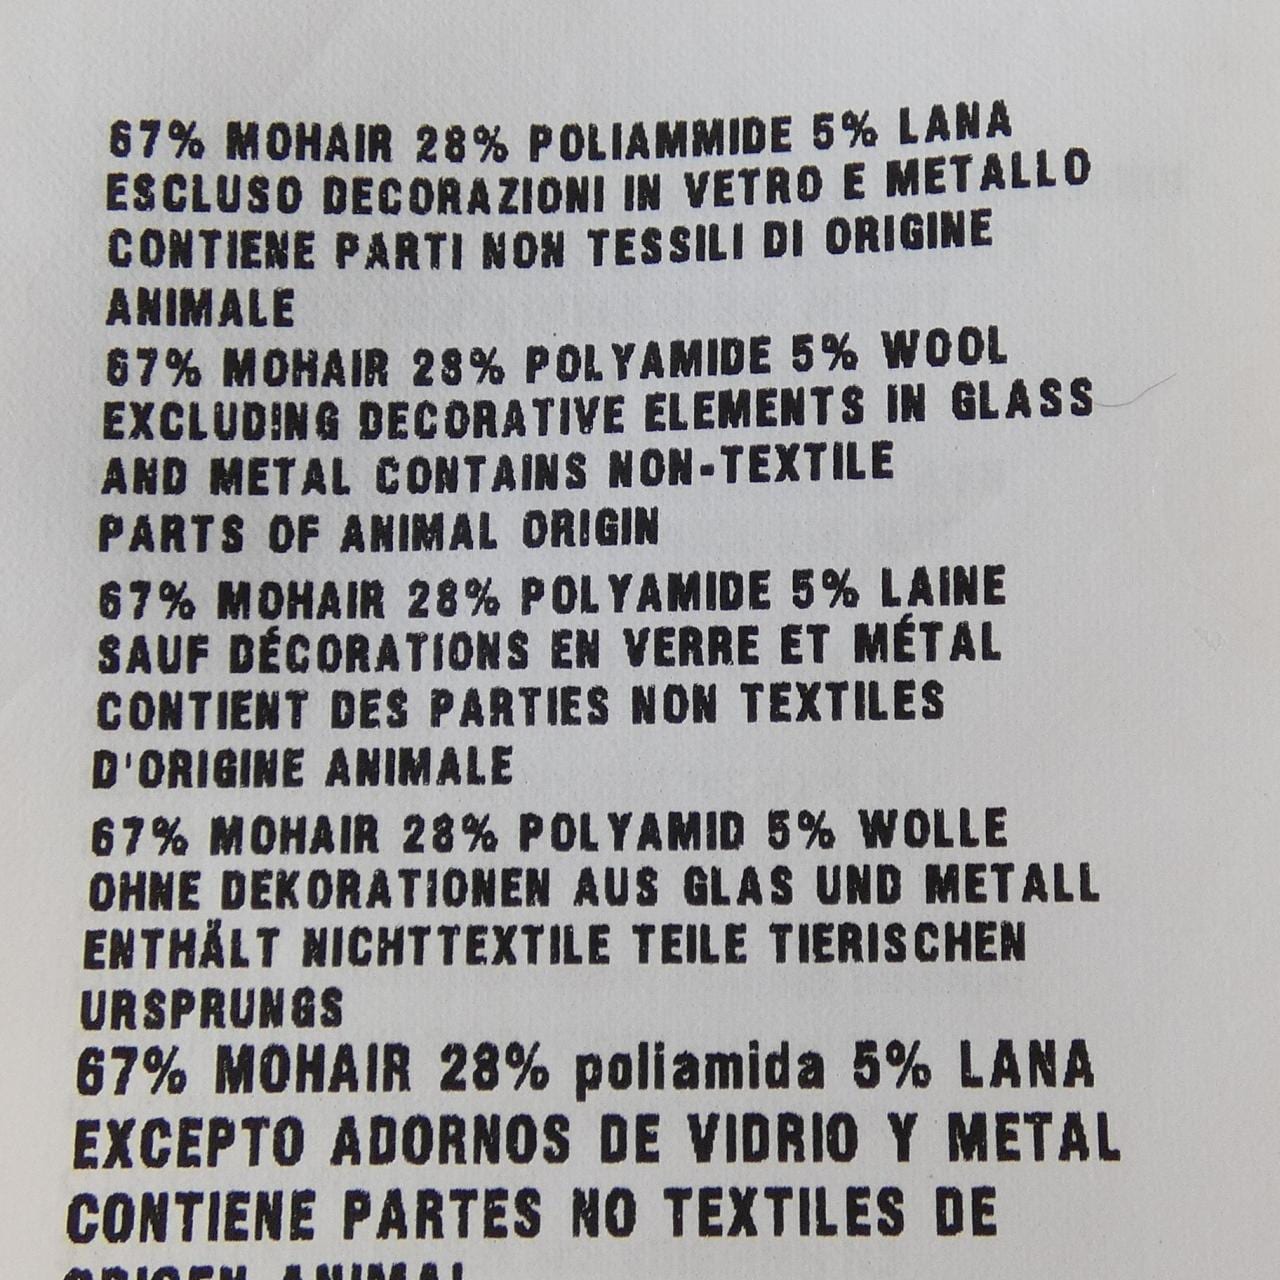 67% MOHAIR 28% POLIAMMIDE 5% LANA
ESCLUSO DECORAZIONI IN VETRO E METALLO
CONTIENE PARTI NON TESSILI DI ORIGINE
ANIMALE
67% MOHAIR 28% POLYAMIDE 5% WOOL
EXCLUDING DECORATIVE ELEMENTS IN GLASS
AND METAL CONTAINS NON-TEXTILE
PARTS OF ANIMAL ORIGIN
67% MOHAIR 28% POLYAMIDE 5% LAINE
SAUF DÉCORATIONS EN VERRE ET MÉTAL
CONTIENT DES PARTIES NON TEXTILES
D'ORIGINE ANIMALE
67% MOHAIR 28% POLYAMID 5% WOLLE
OHNE DEKORATIONEN AUS GLAS UND METALL
ENTHÄLT NICHTTEXTILE TEILE TIERISCHEN
URSPRUNGS
67% MOHAIR 28% poliamida 5% LANA
EXCEPTO ADORNOS DE VIDRIO Y METAL
CONTIENE PARTES NO TEXTILES DE
ORIGEN ANIMAL